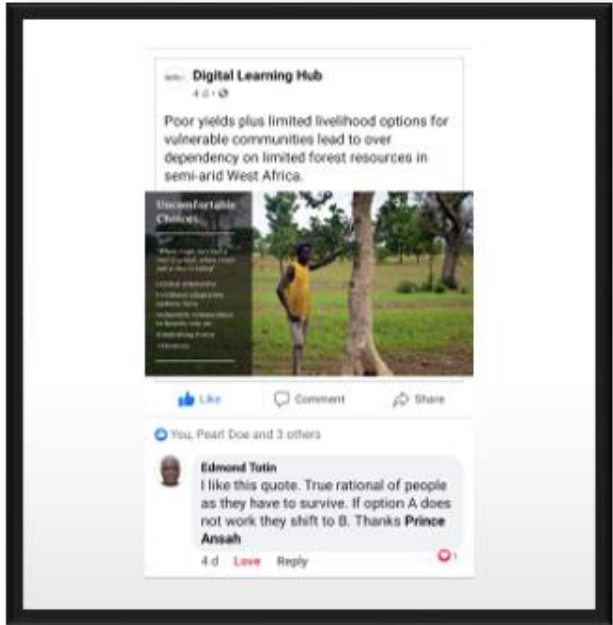 Digital Learning Hub
4 d
Poor yields plus limited livelihood options for
vulnerable communities lead to over
dependency on limited forest resources in
semi-arid West Africa.
Uncomfortable
Choices
Like
Comment
Share
You, Pearl Doe and 3 others
Edmond Totin
I like this quote. True rational of people
as they have to survive. If option A does
not work they shift to B. Thanks Prince
Ansah
4 d Love Reply
1